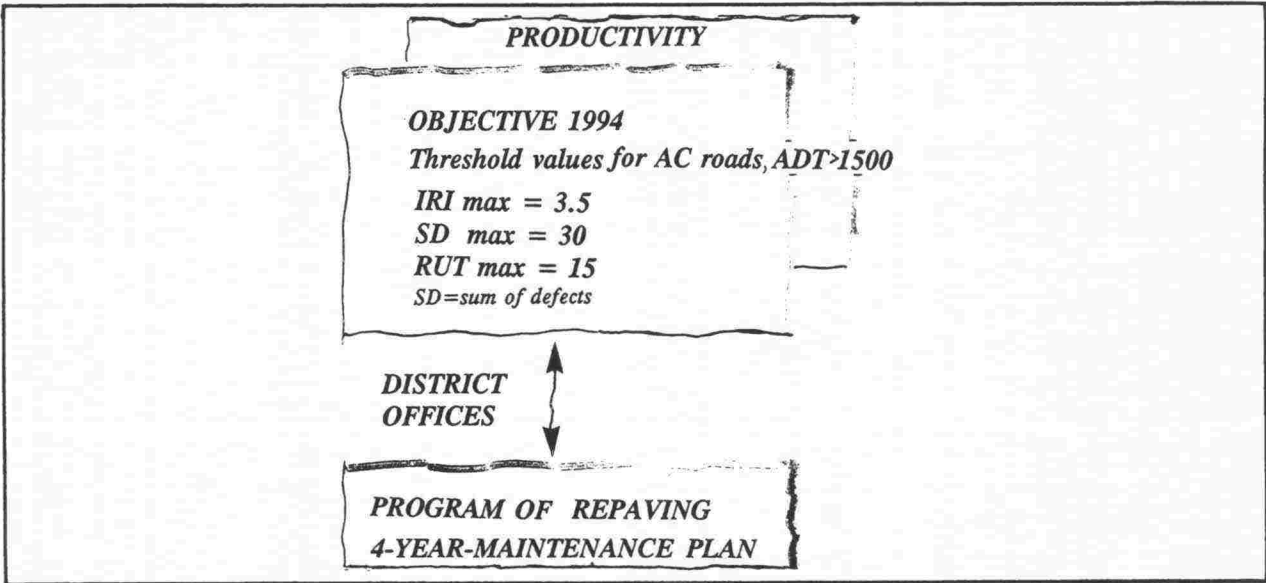 PRODUCTIVITY
OBJECTIVE 1994
Threshold values for AC roads, ADT>1500
IRI max = 3.5
SD max = 30
RUT max = 15
SD=sum of defects
DISTRICT
OFFICES
PROGRAM OF REPAVING
4-YEAR-MAINTENANCE PLAN